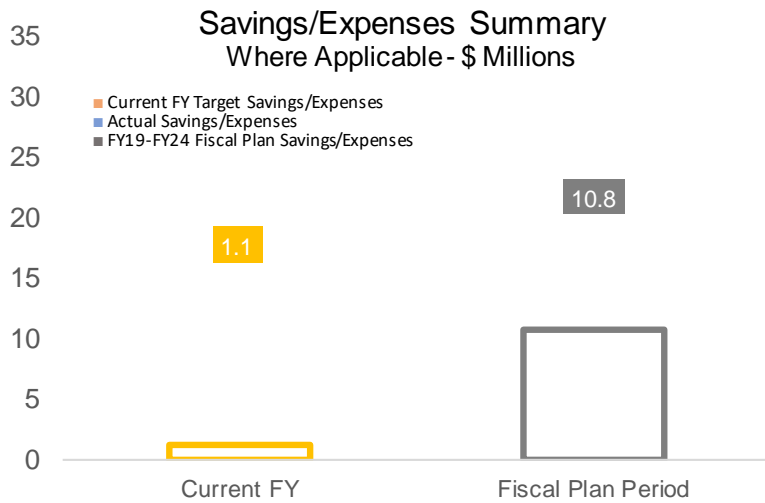 Savings/Expenses Summary
Where Applicable - $ Millions
Current FY Target Savings/Expenses
Actual Savings/Expenses
FY19-FY24 Fiscal Plan Savings/Expenses
35
30
25
20
15
10
5
0
1.1
10.8
Current FY
Fiscal Plan Period